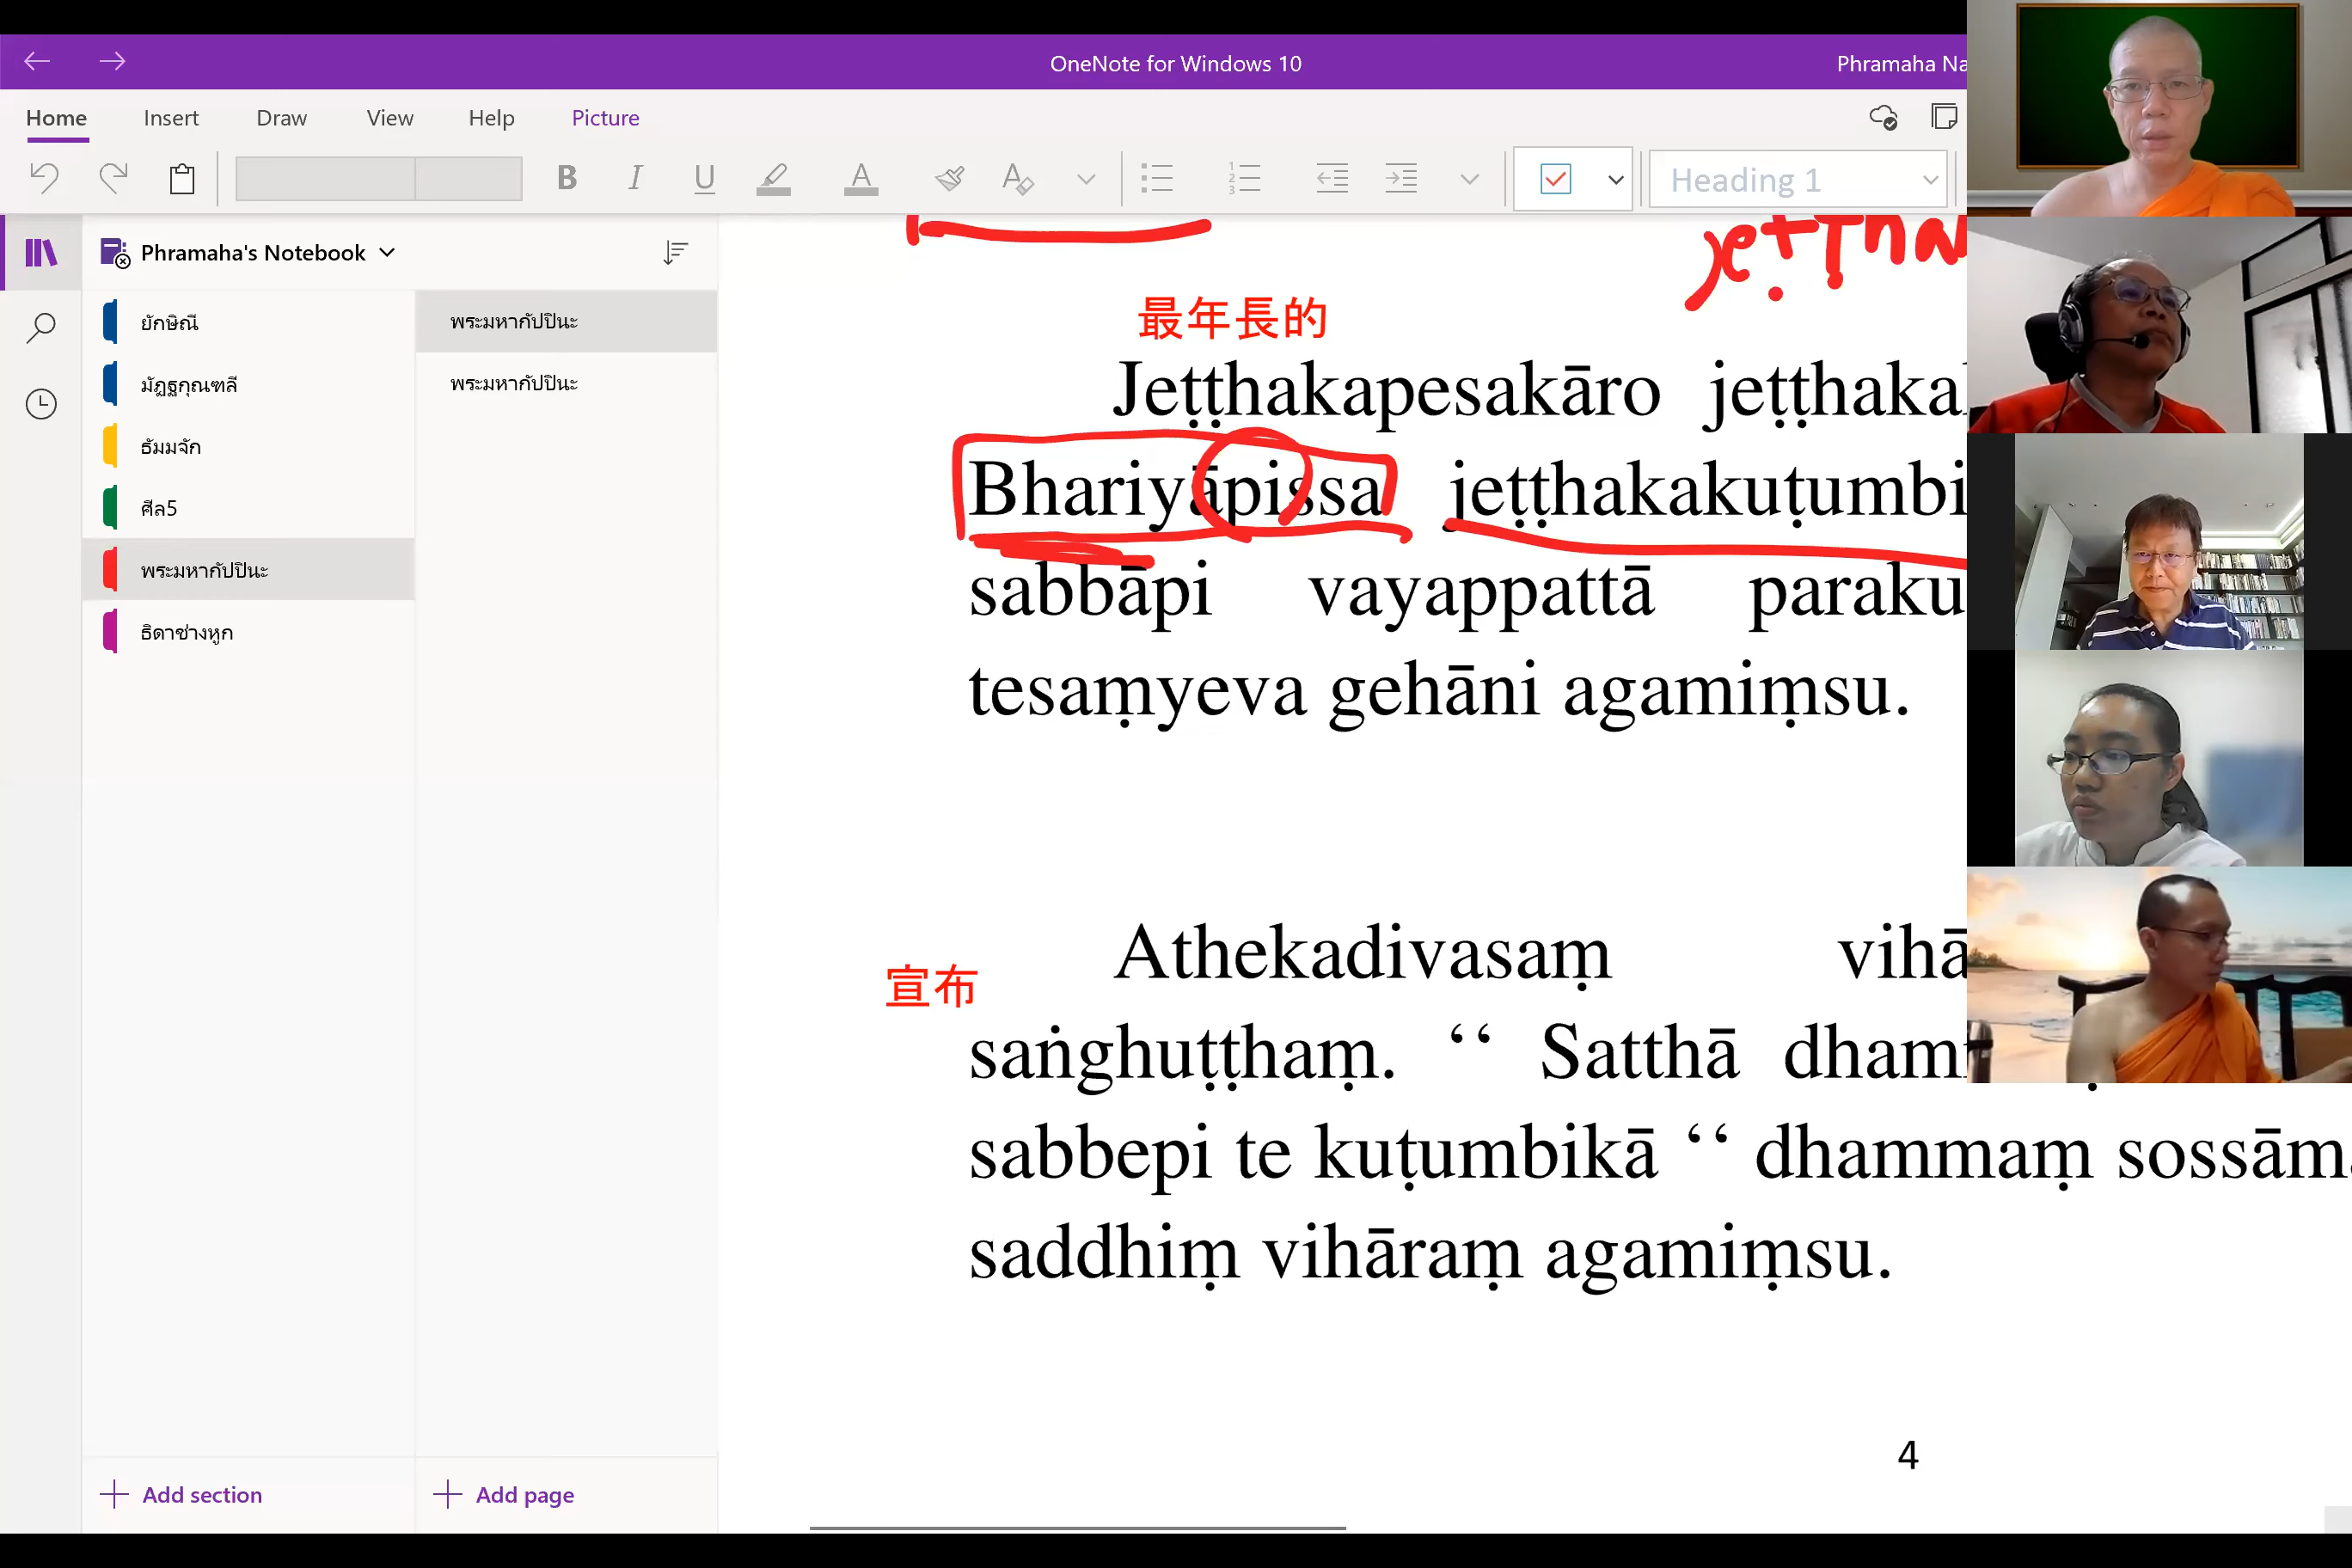 OneNote for Windows 10
Phramaha Na
Home Insert Draw View Help Picture
B I U A A
Heading 1
Phramaha's Notebook
ยักษิณี
มัฏฐกุณฑลี
ธัมมจัก
ศีล5
พระมหากัปปินะ
ธิดาช่างหูก
พระมหากัปปินะ
พระมหากัปปินะ
Add section
Add page
jeṭṭha
最年長的
Jeṭṭhakapesakāro jeṭṭhaka
Bhariyāpissa jeṭṭhakakuṭumbi
sabbāpi vayappattā paraku
tesaṃyeva gehāni agamiṃsu.
Athekadivasaṃ vihā
宣布
saṅghuṭṭhaṃ. ‘‘ Satthā dham
sabbepi te kuṭumbikā ‘‘ dhammaṃ sossām
saddhiṃ vihāraṃ agamiṃsu.
4